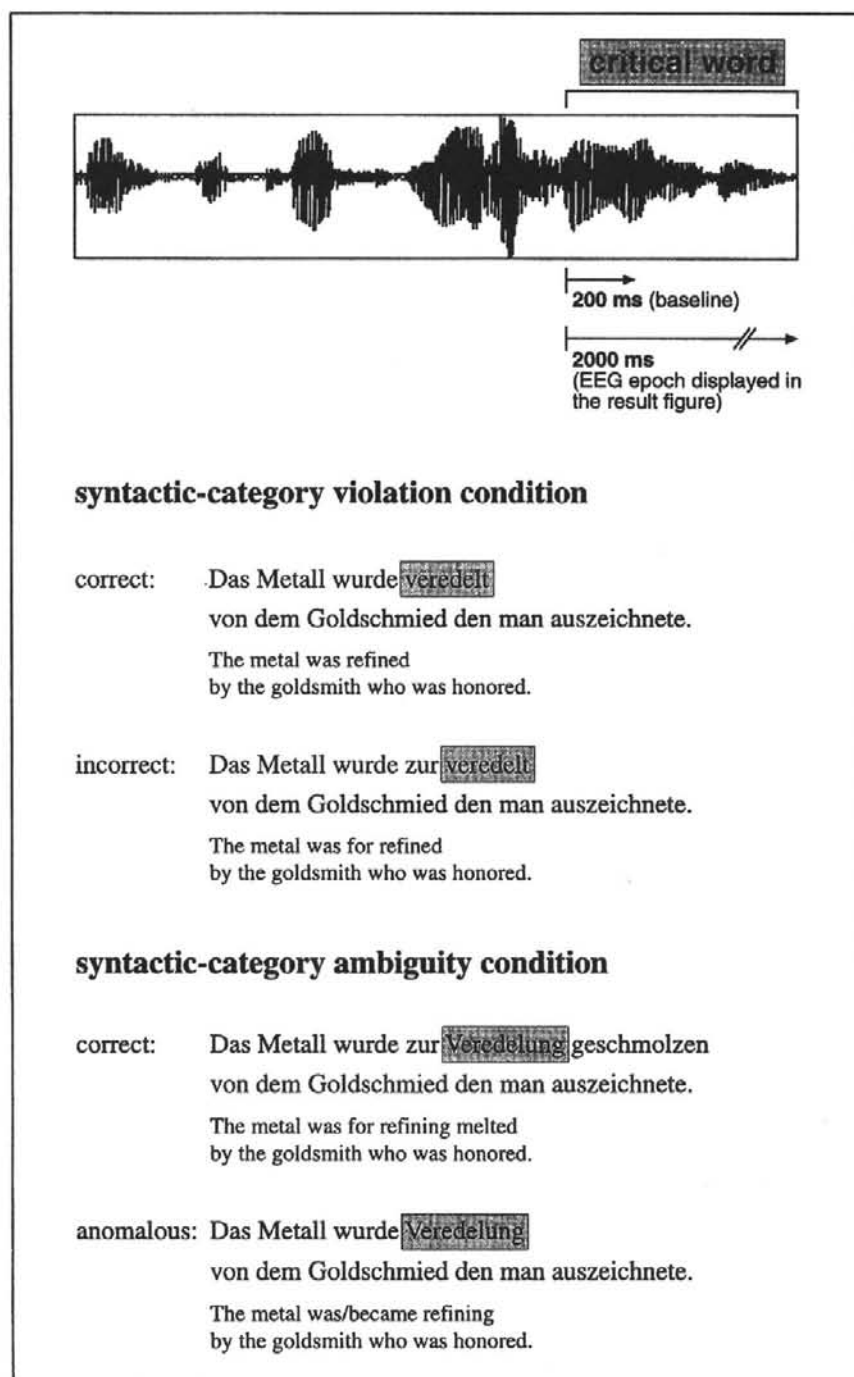 critical word
200 ms (baseline)
2000 ms
(EEG epoch displayed in
the result figure)
syntactic-category violation condition
correct: Das Metall wurde veredelt
von dem Goldschmied den man auszeichnete.
The metal was refined
by the goldsmith who was honored.
incorrect: Das Metall wurde zur veredelt
von dem Goldschmied den man auszeichnete.
The metal was for refined
by the goldsmith who was honored.
syntactic-category ambiguity condition
correct: Das Metall wurde zur Veredelung geschmolzen
von dem Goldschmied den man auszeichnete.
The metal was for refining melted
by the goldsmith who was honored.
anomalous: Das Metall wurde Veredelung
von dem Goldschmied den man auszeichnete.
The metal was/became refining
by the goldsmith who was honored.